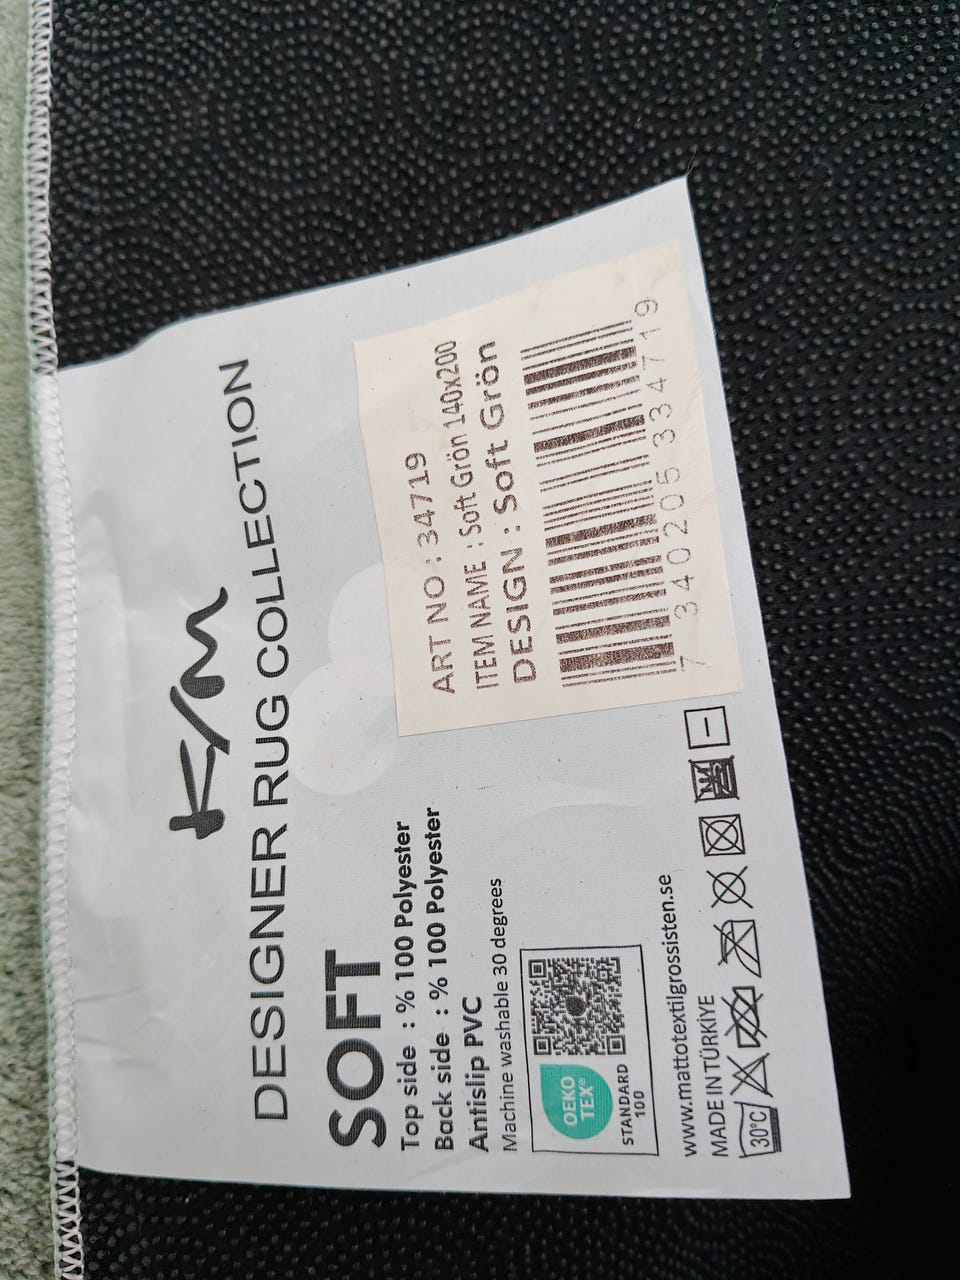 K/m
DESIGNER RUG COLLECTION
SOFT
Top side : % 100 Polyester
Back side : % 100 Polyester
Antislip PVC
Machine washable 30 degrees
OEKO
TEX®
STANDARD
100
www.mattotextilgrossisten.se
MADE IN TÜRKIYE
30°C
ART NO : 34719
ITEM NAME : Soft Grön 140x200
DESIGN : Soft Grön
7 340205 334719